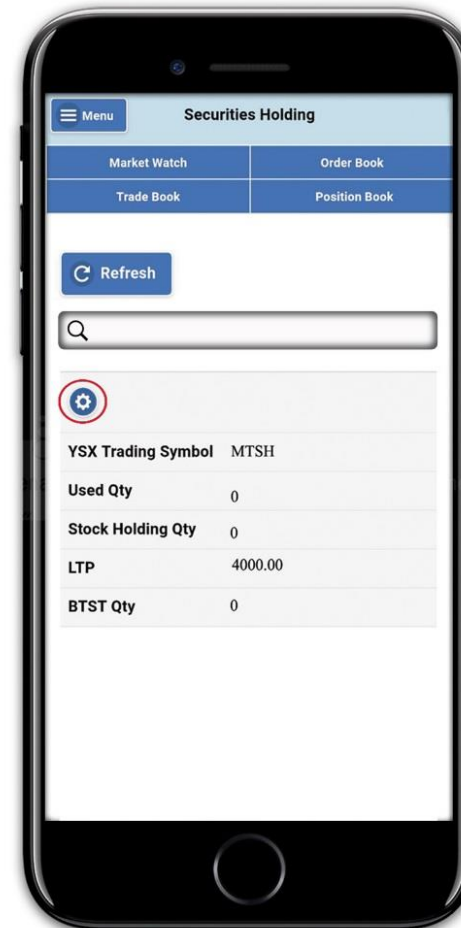 Menu
Securities Holding
Market Watch
Order Book
Trade Book
Position Book
Refresh
YSX Trading Symbol MTSH
Used Qty 0
Stock Holding Qty 0
LTP 4000.00
BTST Qty 0